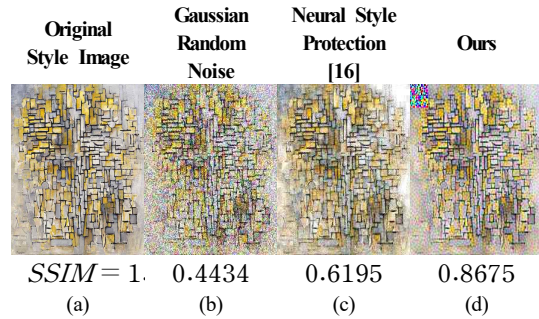 Original
Style Image
Gaussian
Random
Noise
Neural Style
Protection
[16]
Ours
SSIM = 1.
0.4434
0.6195
0.8675
(a)
(b)
(c)
(d)